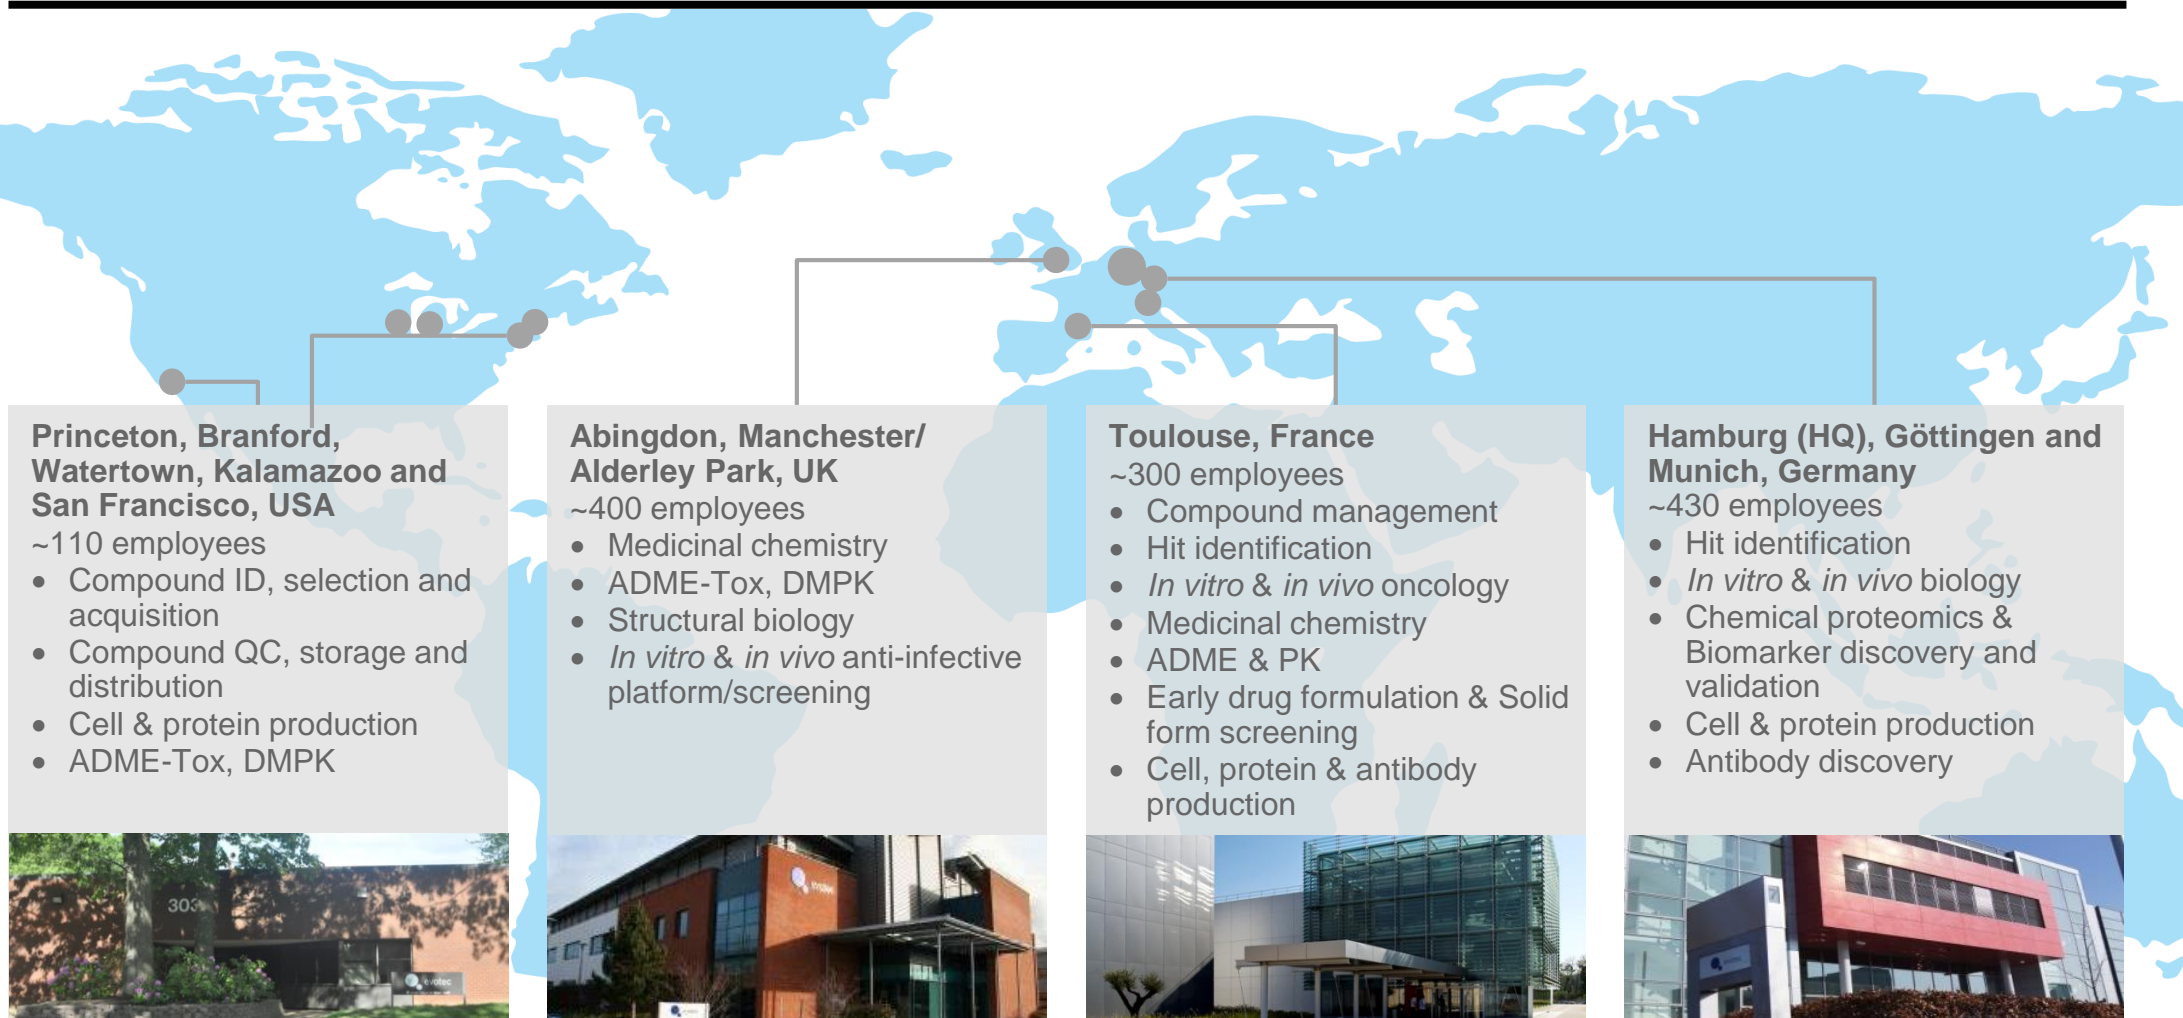 Princeton, Branford,
Watertown, Kalamazoo and
San Francisco, USA
~110 employees
• Compound ID, selection and
acquisition
• Compound QC, storage and
distribution
• Cell & protein production
• ADME-Tox, DMPK
Abingdon, Manchester/
Alderley Park, UK
~400 employees
• Medicinal chemistry
• ADME-Tox, DMPK
• Structural biology
• In vitro & in vivo anti-infective
platform/screening
Toulouse, France
~300 employees
• Compound management
• Hit identification
• In vitro & in vivo oncology
• Medicinal chemistry
• ADME & PK
• Early drug formulation & Solid
form screening
• Cell, protein & antibody
production
Hamburg (HQ), Göttingen and
Munich, Germany
~430 employees
• Hit identification
• In vitro & in vivo biology
• Chemical proteomics &
Biomarker discovery and
validation
• Cell & protein production
• Antibody discovery
303
evotec
evotec
evotec